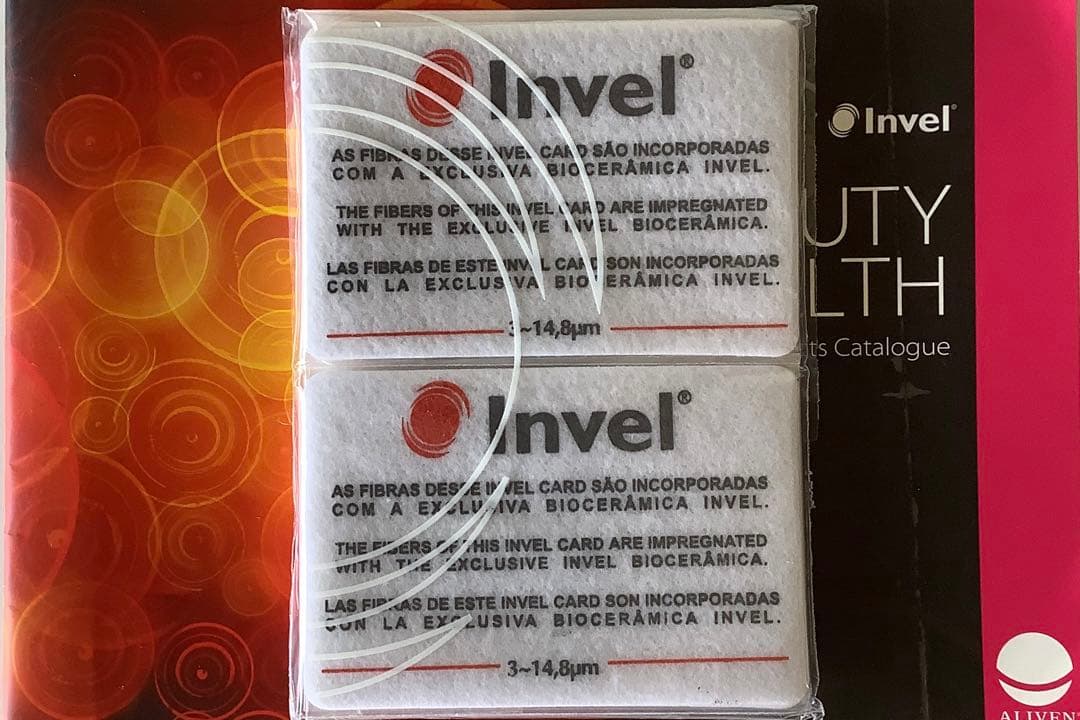 Invel®
AS FIBRAS DESSE INVEL CARD SÃO INCORPORADAS
COM A EXCLUSIVA BIOCERÂMICA INVEL.
THE FIBERS OF THIS INVEL CARD ARE IMPREGNATED
WITH THE EXCLUSIVE INVEL BIOCERÂMICA.
LAS FIBRAS DE ESTE INVEL CARD SON INCORPORADAS
CON LA EXCLUSIVA BIOCERÂMICA INVEL.
3~14,8µm
Invel®
AS FIBRAS DESSE INVEL CARD SÃO INCORPORADAS
COM A EXCLUSIVA BIOCERÂMICA INVEL.
THE FIBERS OF THIS INVEL CARD ARE IMPREGNATED
WITH THE EXCLUSIVE INVEL BIOCERÂMICA.
LAS FIBRAS DE ESTE INVEL CARD SON INCORPORADAS
CON LA EXCLUSIVA BIOCERÂMICA INVEL.
3~14,8µm
Invel®
UTY
LTH
ts Catalogue